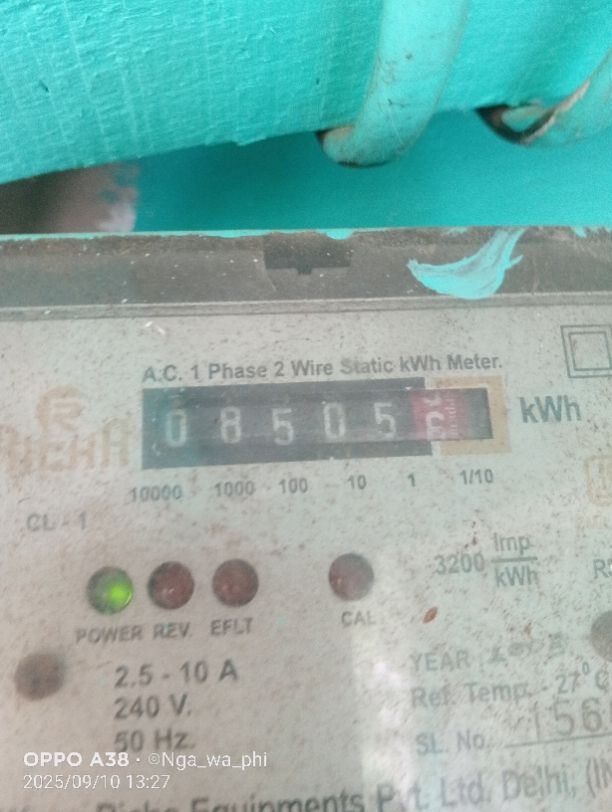 A.C. 1 Phase 2 Wire Static kWh Meter.
08505 kWh
10000 1000 100 10 1 1/10
CL - 1
3200 Imp
kWh
POWER REV. EFLT CAL
2.5 - 10 A
240 V.
50 Hz.
YEAR
Ref. Temp. - 27°C
SL. No. 156
Equipments Pvt. Ltd. Delhi, (IN
OPPO A38 · ©Nga_wa_phi
2025/09/10 13:27